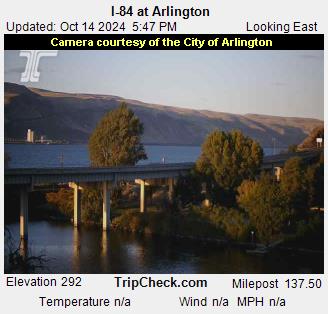 I-84 at Arlington
Updated: Oct 14 2024 5:47 PM Looking East
Camera courtesy of the City of Arlington
Elevation 292 TripCheck.com Milepost 137.50
Temperature n/a Wind n/a MPH n/a